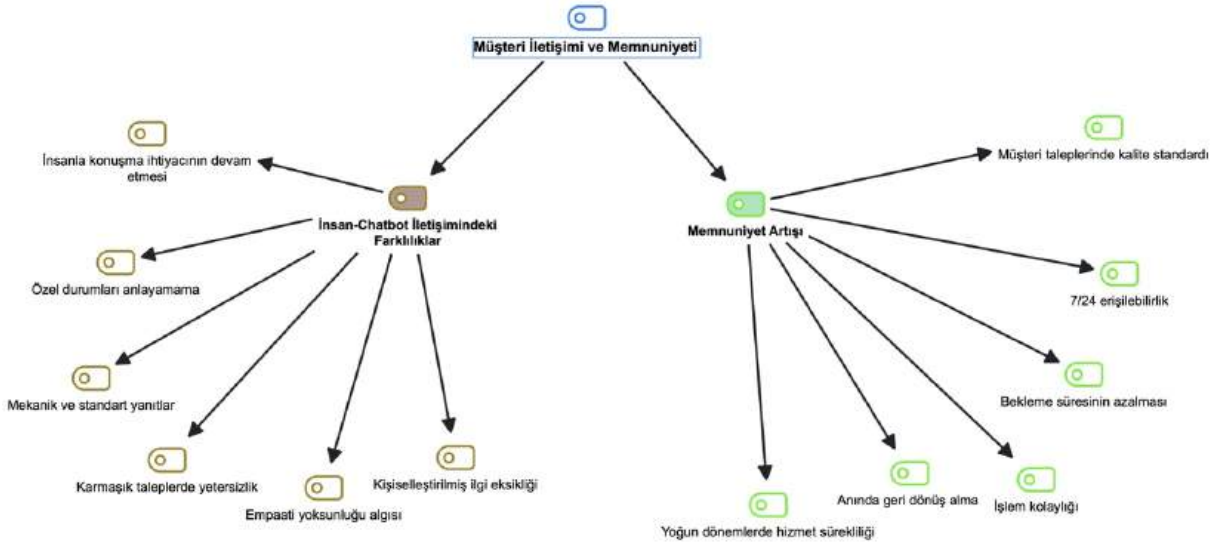 Müşteri İletişimi ve Memnuniyeti
İnsanla konuşma ihtiyacının devam
etmesi
Müşteri taleplerinde kalite standardı
İnsan-Chatbot İletişimindeki
Farklılıklar
Memnuniyet Artışı
Özel durumları anlayamama
7/24 erişilebilirlik
Mekanik ve standart yanıtlar
Bekleme süresinin azalması
Karmaşık taleplerde yetersizlik
Empaati yoksunluğu algısı
Kişiselleştirilmiş ilgi eksikliği
Yoğun dönemlerde hizmet sürekliliği
Anında geri dönüş alma
İşlem kolaylığı